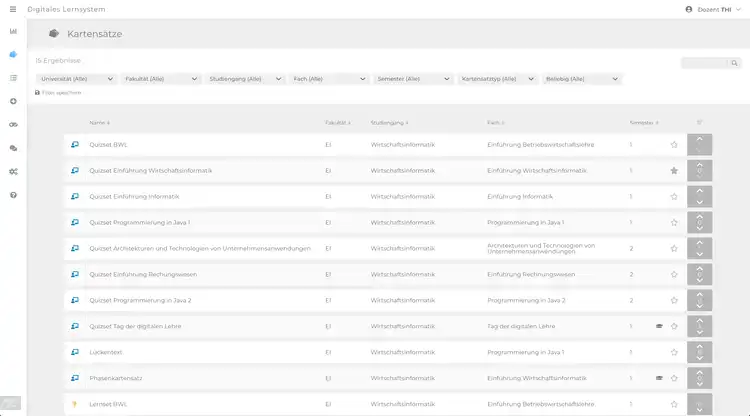 Digitales Lernsystem
Dozent THI
Kartensätze
15 Ergebnisse
Universität (Alle) Fakultät (Alle) Studiengang (Alle) Fach (Alle) Semester (Alle) Kartensatztyp (Alle) Beliebig (Alle)
Filter speichern
Name Fakultät Studiengang Fach Semester
Quizset BWL EI Wirtschaftsinformatik Einführung Betriebswirtschaftslehre 1
Quizset Einführung Wirtschaftsinformatik EI Wirtschaftsinformatik Einführung Wirtschaftsinformatik 1
Quizset Einführung Informatik EI Wirtschaftsinformatik Einführung Informatik 1
Quizset Programmierung in Java 1 EI Wirtschaftsinformatik Programmierung in Java 1 1
Quizset Architekturen und Technologien von Unternehmensanwendungen EI Wirtschaftsinformatik Architekturen und Technologien von Unternehmensanwendungen 2
Quizset Einführung Rechungswesen EI Wirtschaftsinformatik Einführung Rechnungswesen 2
Quizset Programmierung in Java 2 EI Wirtschaftsinformatik Programmierung in Java 2 2
Quizset Tag der digitalen Lehre EI Wirtschaftsinformatik Tag der digitalen Lehre 1
Lückentext EI Wirtschaftsinformatik Programmierung in Java 1 1
Phasenkartensatz EI Wirtschaftsinformatik Einführung Wirtschaftsinformatik 1
Lernset BWL EI Wirtschaftsinformatik Einführung Betriebswirtschaftslehre 1